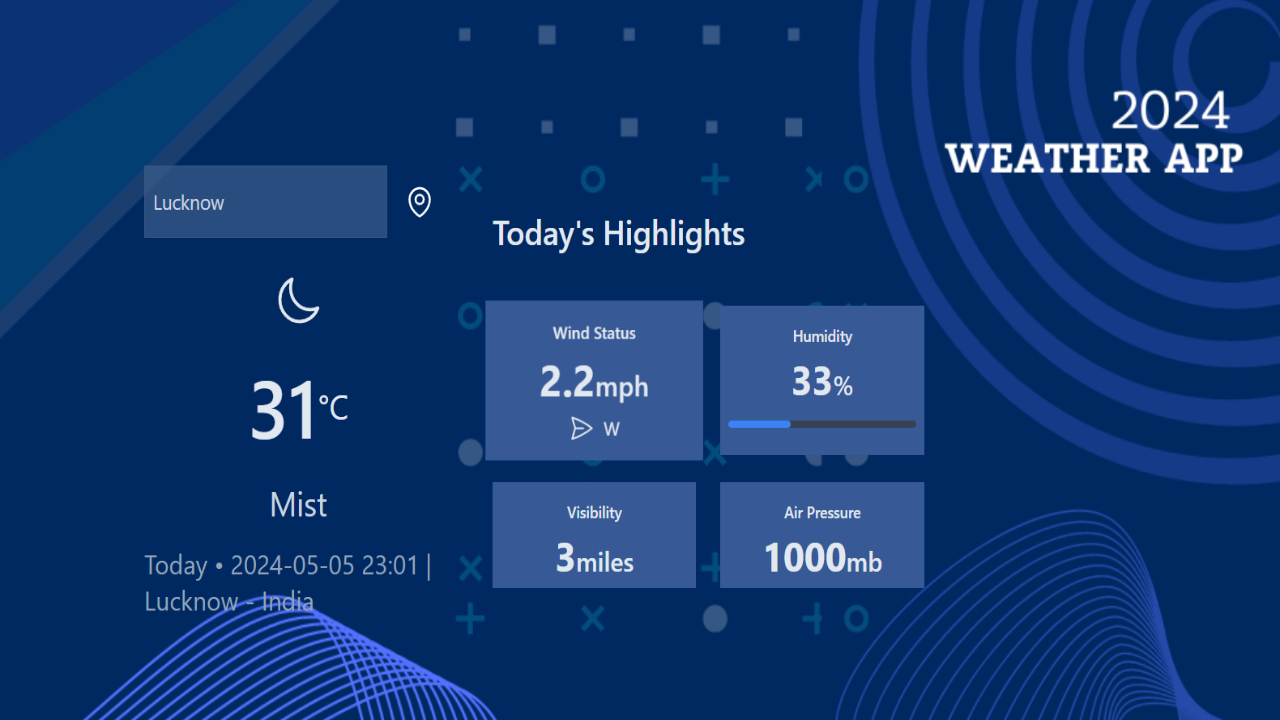 2024
WEATHER APP
Lucknow
31°C
Mist
Today • 2024-05-05 23:01 |
Lucknow - India
Today's Highlights
Wind Status
2.2mph
W
Humidity
33%
Visibility
3miles
Air Pressure
1000mb